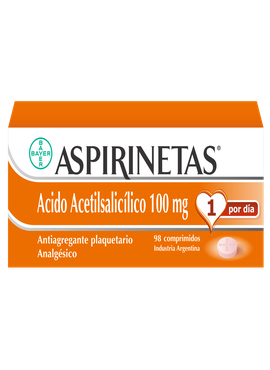 BAYER
BAYER
ASPIRINETAS®
Acido Acetilsalicílico 100 mg
1 por día
Antiagregante plaquetario
Analgésico
98 comprimidos
Industria Argentina